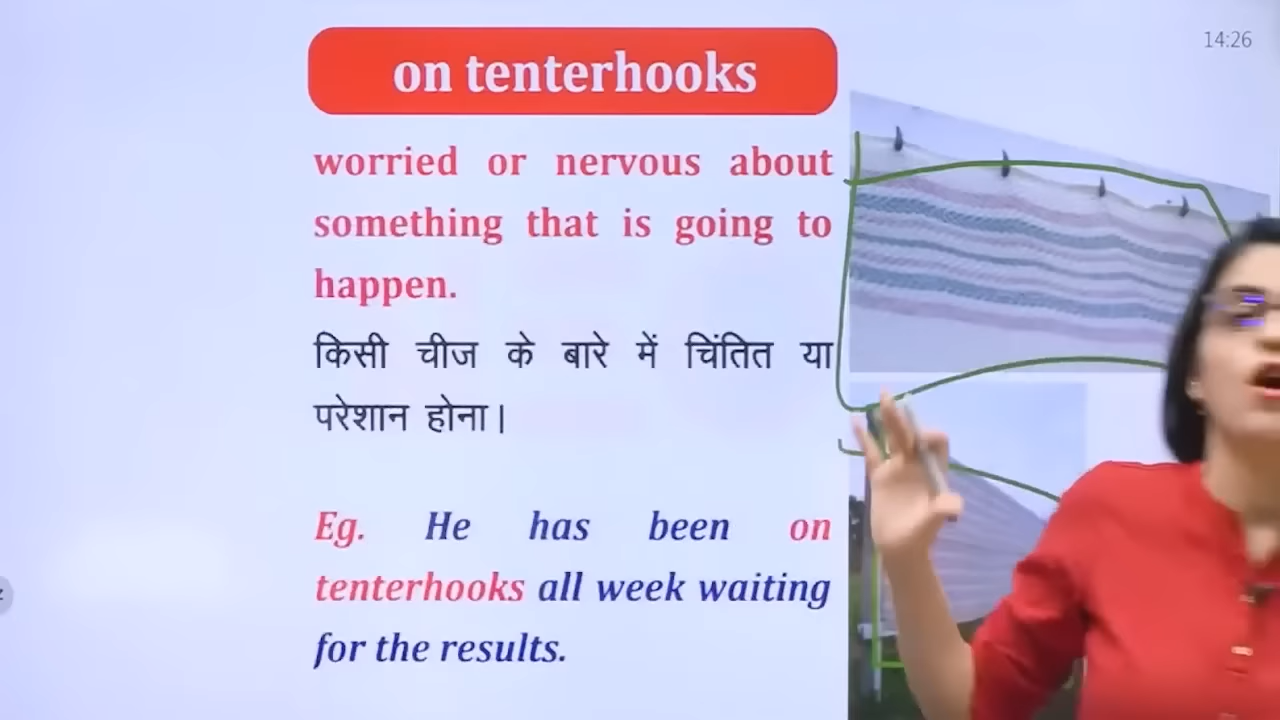 14:26
on tenterhooks
worried or nervous about
something that is going to
happen.
किसी चीज के बारे में चिंतित या
परेशान होना।
Eg. He has been on
tenterhooks all week waiting
for the results.